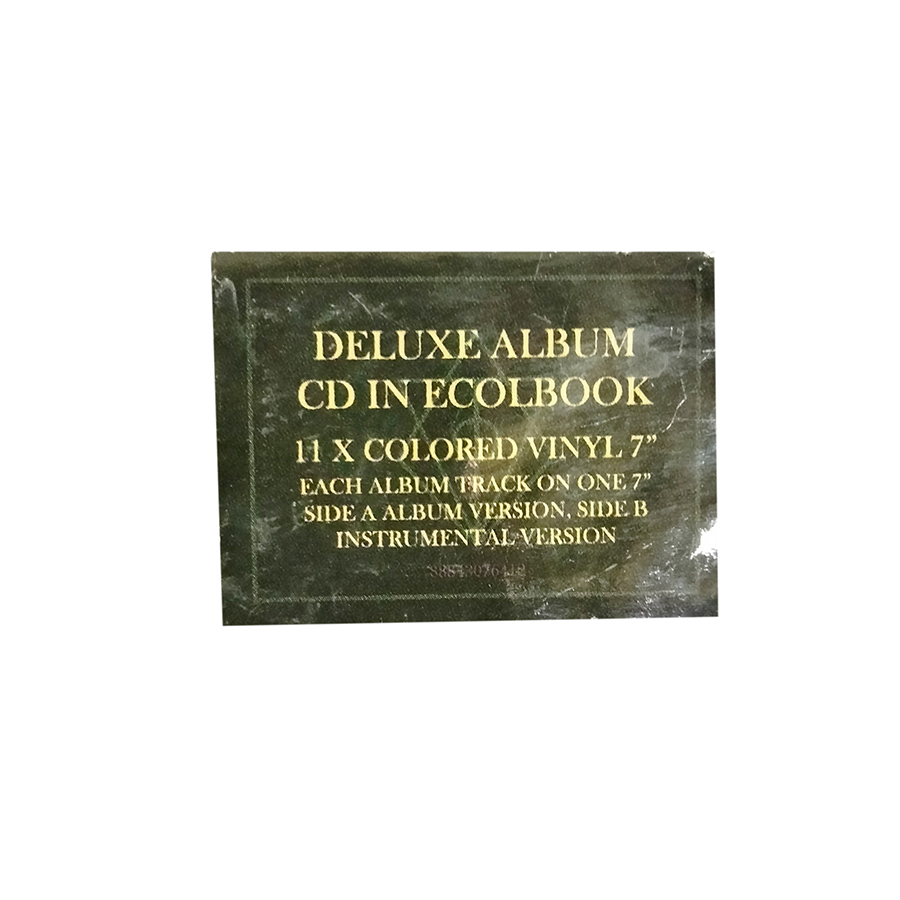 DELUXE ALBUM
CD IN ECOLBOOK
11 X COLORED VINYL 7”
EACH ALBUM TRACK ON ONE 7”
SIDE A ALBUM VERSION, SIDE B
INSTRUMENTAL VERSION